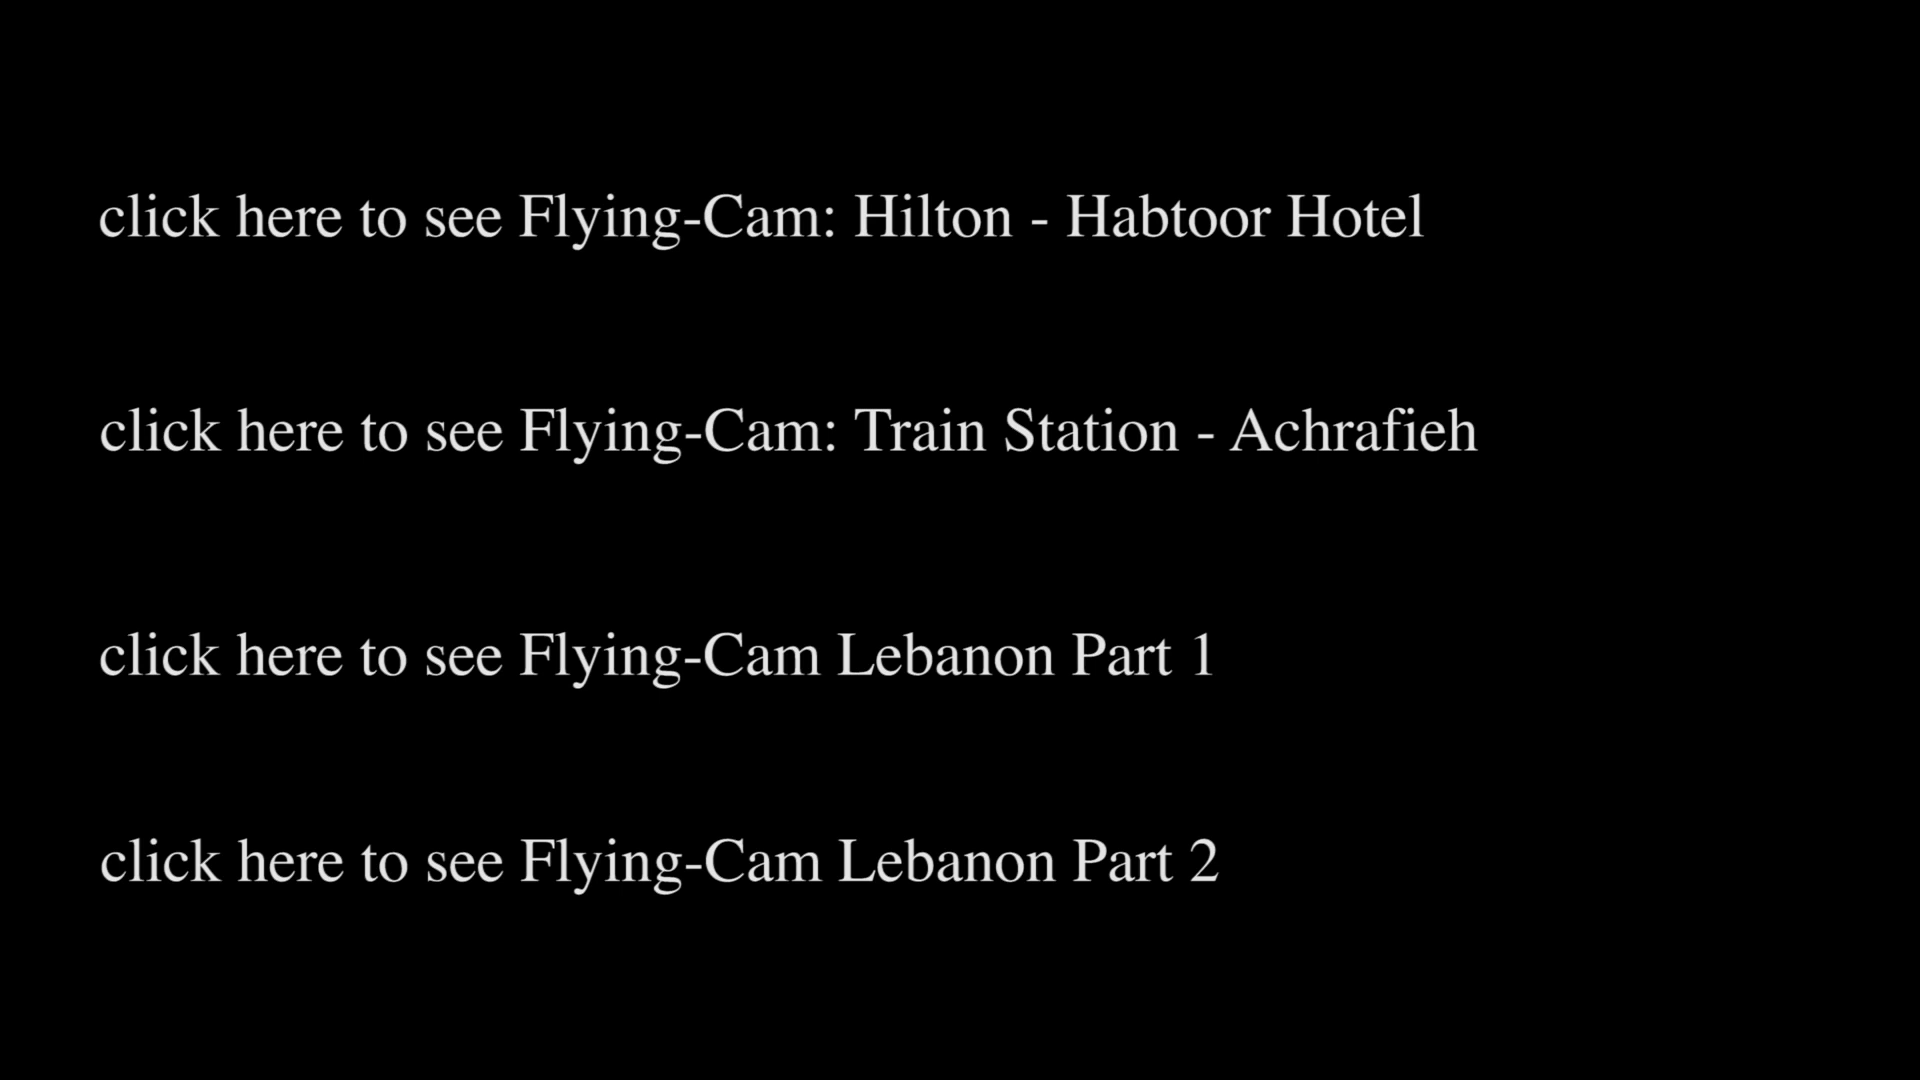 click here to see Flying-Cam: Hilton - Habtoor Hotel
click here to see Flying-Cam: Train Station - Achrafieh
click here to see Flying-Cam Lebanon Part 1
click here to see Flying-Cam Lebanon Part 2